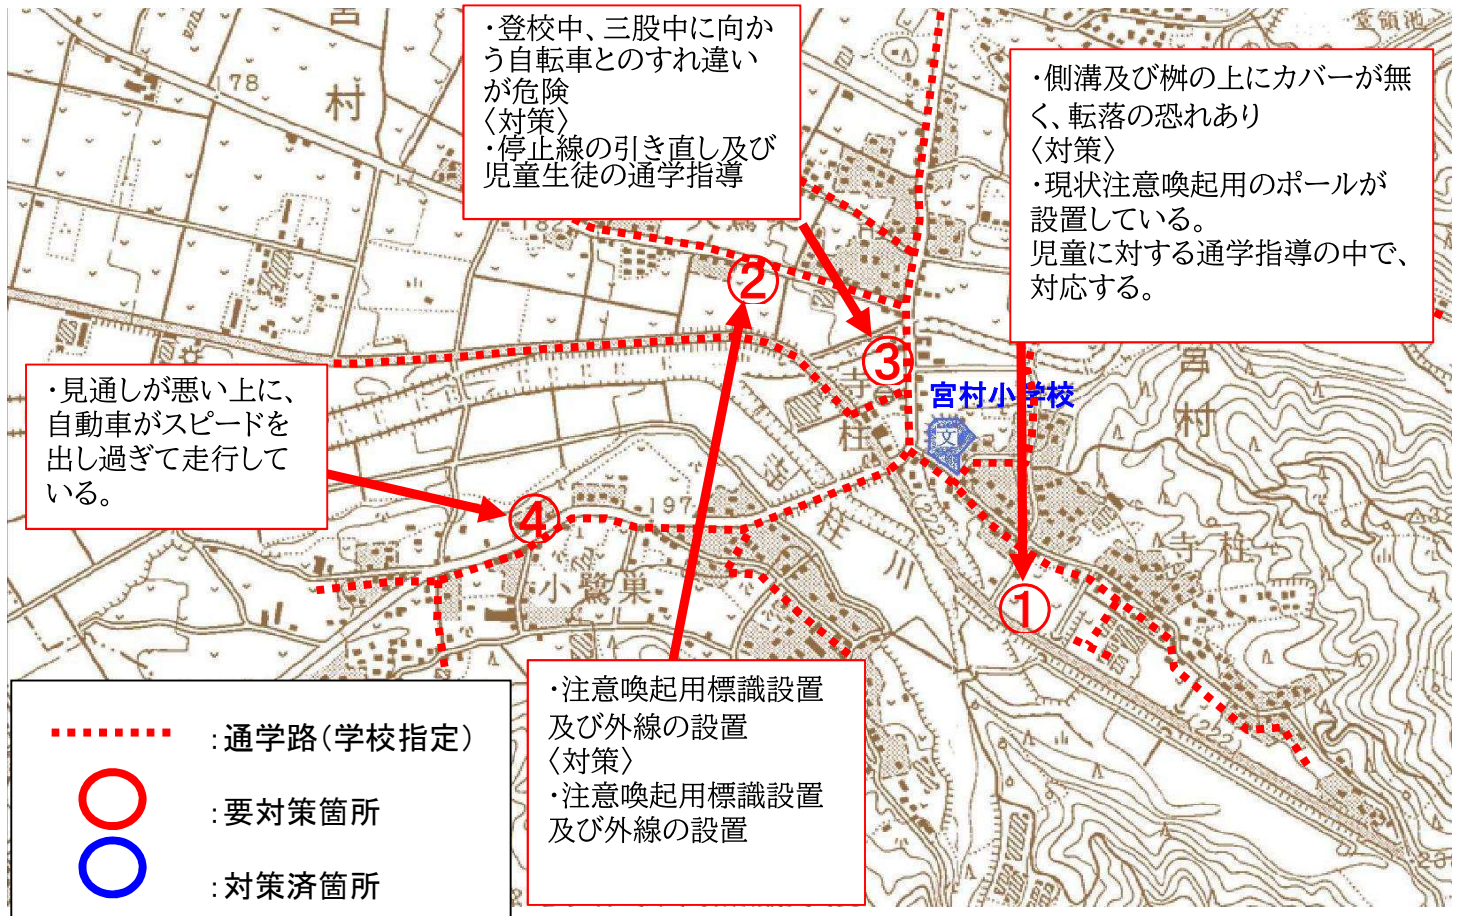 ・登校中、三股中に向か
う自転車とのすれ違い
が危険
〈対策〉
・停止線の引き直し及び
児童生徒の通学指導
・側溝及び桝の上にカバーが無
く、転落の恐れあり
〈対策〉
・現状注意喚起用のポールが
設置している。
児童に対する通学指導の中で、
対応する。
・見通しが悪い上に、
自動車がスピードを
出し過ぎて走行して
いる。
・注意喚起用標識設置
及び外線の設置
〈対策〉
・注意喚起用標識設置
及び外線の設置
宮村小学校
①
②
③
④
178
村
197
小鷺巣
寺柱
寺柱川
寺柱
宮村
文
222
:通学路(学校指定)
:要対策箇所
:対策済箇所